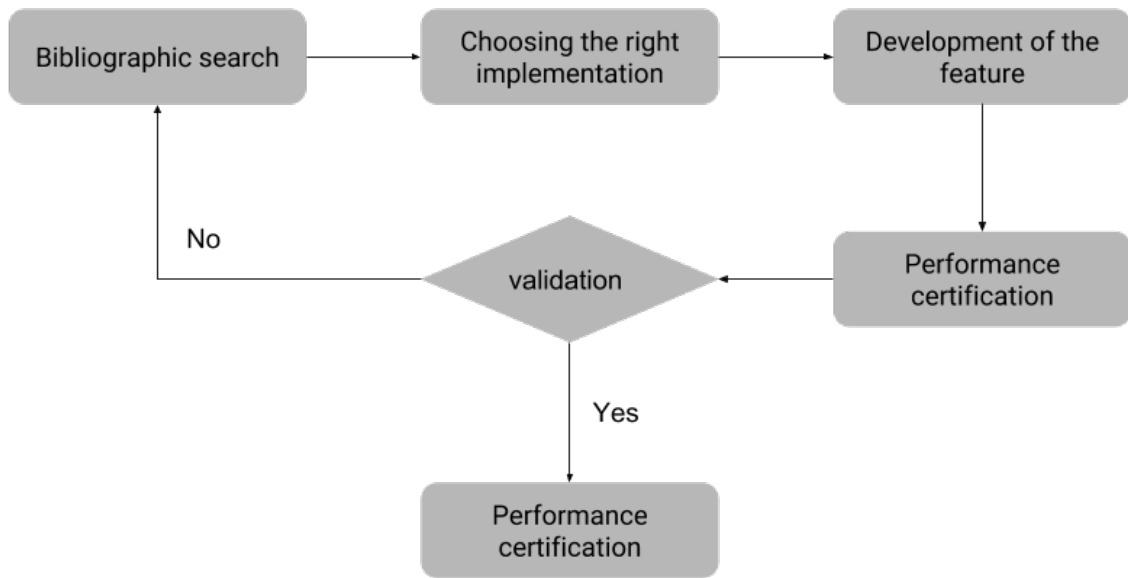 Bibliographic search
Choosing the right
implementation
Development of the
feature
No
validation
Performance
certification
Yes
Performance
certification